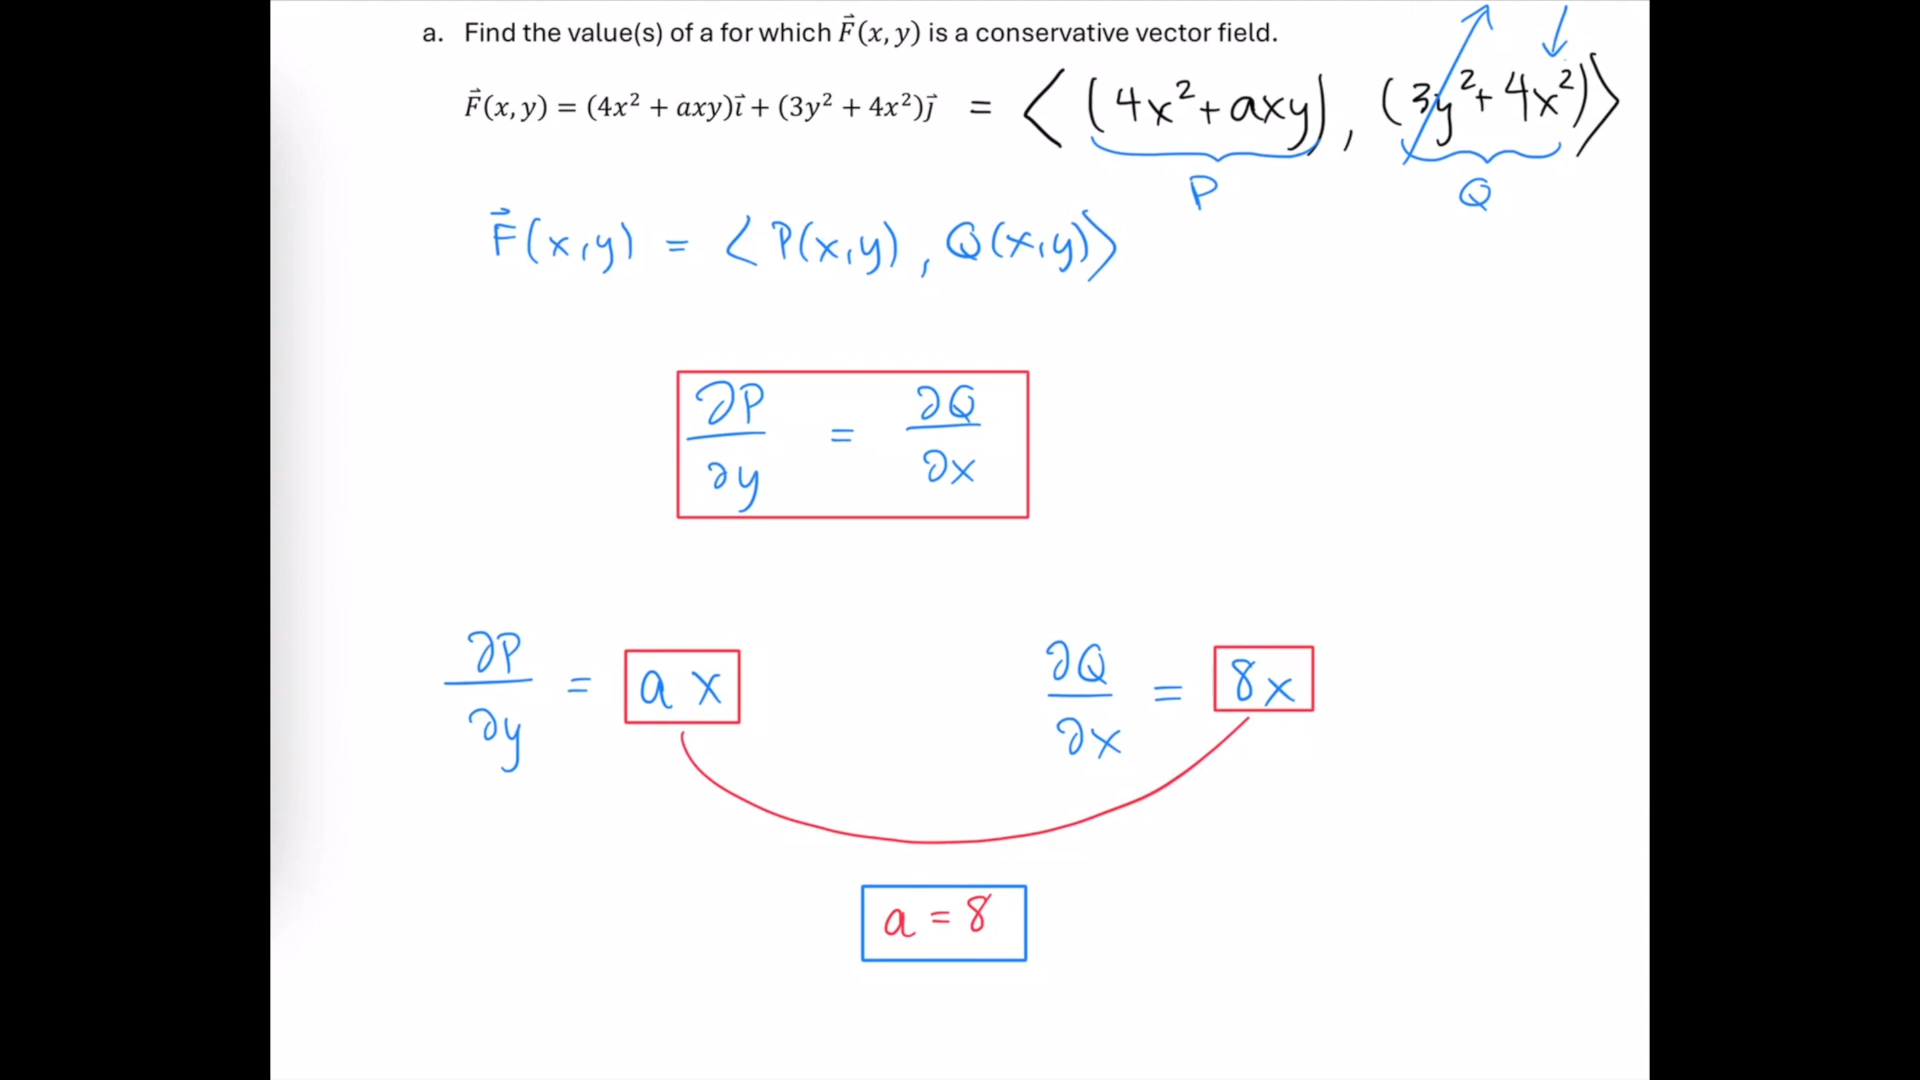 a. Find the value(s) of a for which F⃗(x, y) is a conservative vector field.
F⃗(x, y) = (4x² + axy)i⃗ + (3y² + 4x²)j⃗ = ⟨(4x²+axy), (3y²+4x²)⟩
P Q
F⃗(x,y) = ⟨P(x,y), Q(x,y)⟩
∂P/∂y = ∂Q/∂x
∂P/∂y = ax ∂Q/∂x = 8x
a = 8